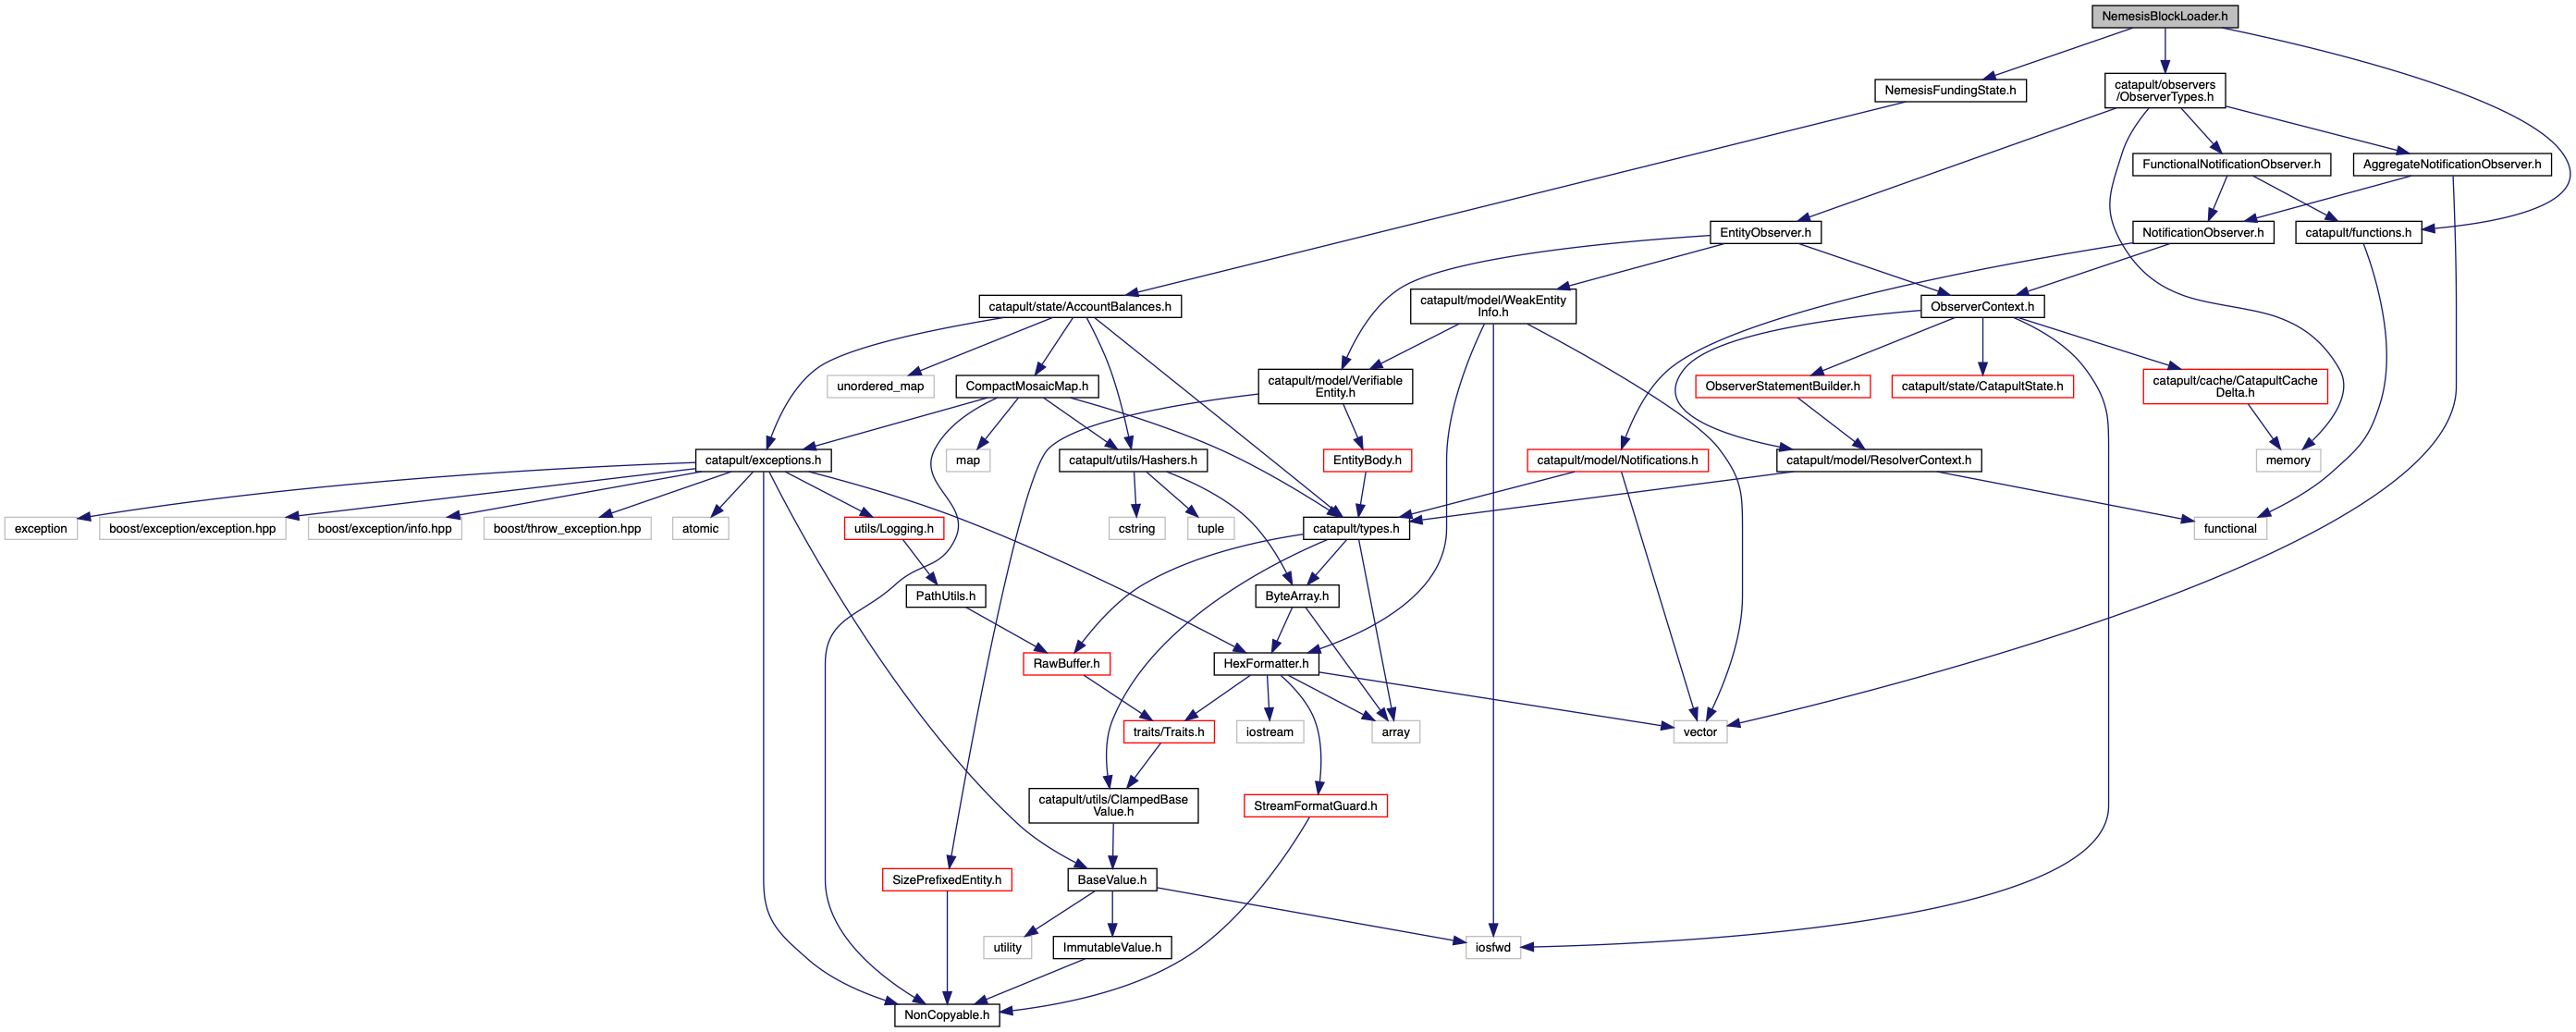 NemesisBlockLoader.h
NemesisFundingState.h
catapult/observers
/ObserverTypes.h
FunctionalNotificationObserver.h
AggregateNotificationObserver.h
EntityObserver.h
NotificationObserver.h
catapult/functions.h
catapult/state/AccountBalances.h
catapult/model/WeakEntity
Info.h
ObserverContext.h
unordered_map
CompactMosaicMap.h
catapult/model/Verifiable
Entity.h
ObserverStatementBuilder.h
catapult/state/CatapultState.h
catapult/cache/CatapultCache
Delta.h
catapult/exceptions.h
map
catapult/utils/Hashers.h
EntityBody.h
catapult/model/Notifications.h
catapult/model/ResolverContext.h
memory
exception
boost/exception/exception.hpp
boost/exception/info.hpp
boost/throw_exception.hpp
atomic
utils/Logging.h
cstring
tuple
catapult/types.h
functional
PathUtils.h
ByteArray.h
RawBuffer.h
HexFormatter.h
traits/Traits.h
iostream
array
vector
catapult/utils/ClampedBase
Value.h
StreamFormatGuard.h
SizePrefixedEntity.h
BaseValue.h
utility
ImmutableValue.h
iosfwd
NonCopyable.h